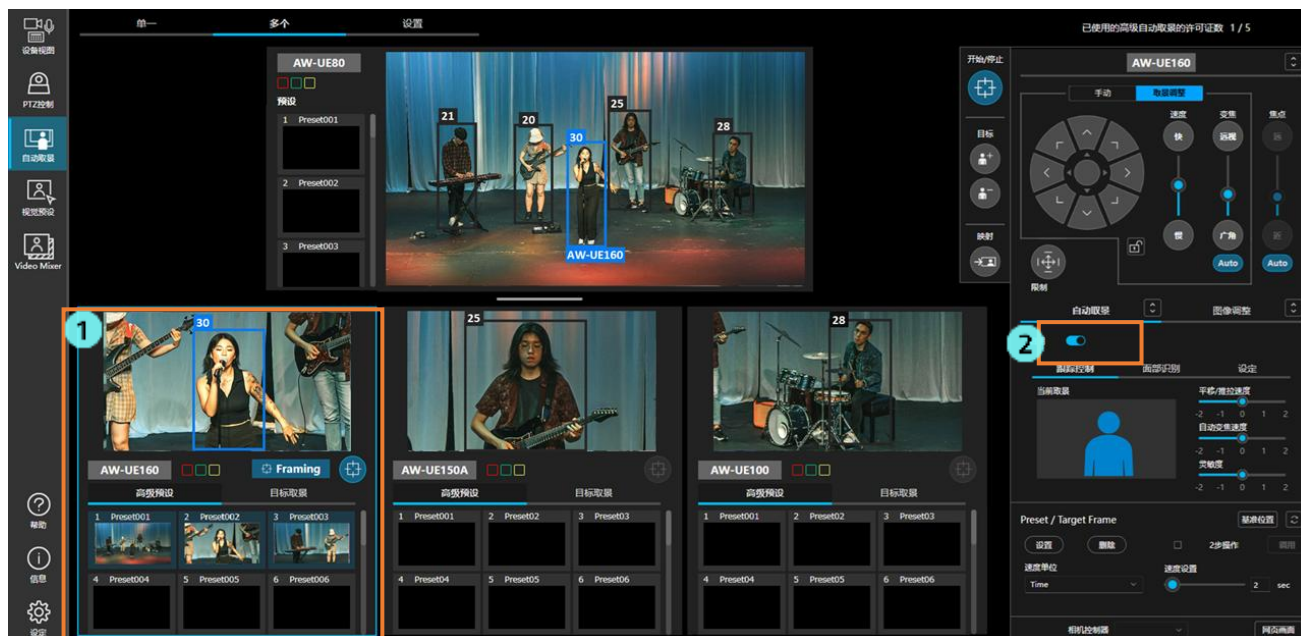 单一
多个
设置
已使用的高级自动取景的许可证数 1 / 5
设备视图
PTZ控制
自动取景
视觉预设
Video Mixer
帮助
信息
设定
AW-UE80
预设
1 Preset001
2 Preset002
3 Preset003
21
20
30
25
28
AW-UE160
开始/停止
目标
映射
AW-UE160
手动
取景调整
速度
变焦
焦点
快
远摄
远
慢
广角
近
Auto
Auto
限制
自动取景
图像调整
2
跟踪控制
面部识别
设定
当前取景
平移/推拉速度
-2 -1 0 1 2
自动变焦速度
-2 -1 0 1 2
灵敏度
-2 -1 0 1 2
Preset / Target Frame
基准位置
设置
删除
2步操作
调用
速度单位
速度设置
Time
2 sec
相机控制器
网页画面
1
30
AW-UE160
Framing
高级预设
目标取景
1 Preset001
2 Preset002
3 Preset003
4 Preset004
5 Preset005
6 Preset006
25
AW-UE150A
高级预设
目标取景
1 Preset001
2 Preset02
3 Preset03
4 Preset04
5 Preset05
6 Preset06
28
AW-UE100
高级预设
目标取景
1 Preset001
2 Preset02
3 Preset03
4 Preset04
5 Preset05
6 Preset06